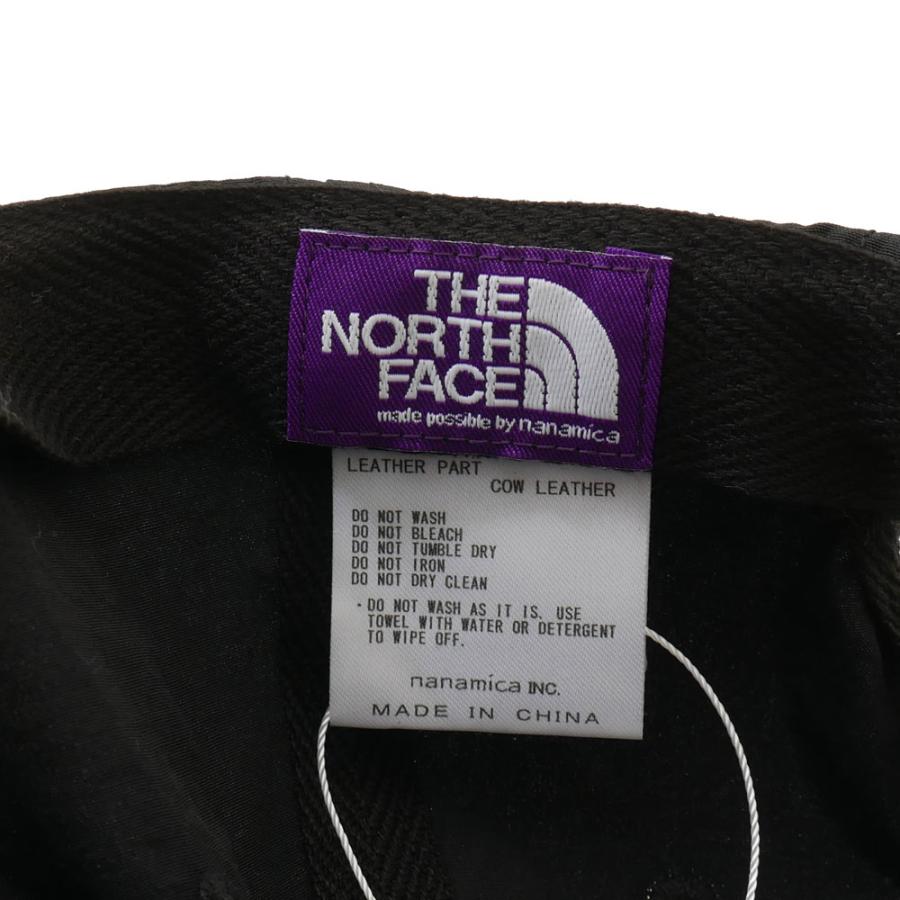 THE
NORTH
FACE
made possible by nanamica
LEATHER PART
COW LEATHER
DO NOT WASH
DO NOT BLEACH
DO NOT TUMBLE DRY
DO NOT IRON
DO NOT DRY CLEAN
・DO NOT WASH AS IT IS. USE
TOWEL WITH WATER OR DETERGENT
TO WIPE OFF.
nanamica INC.
MADE IN CHINA